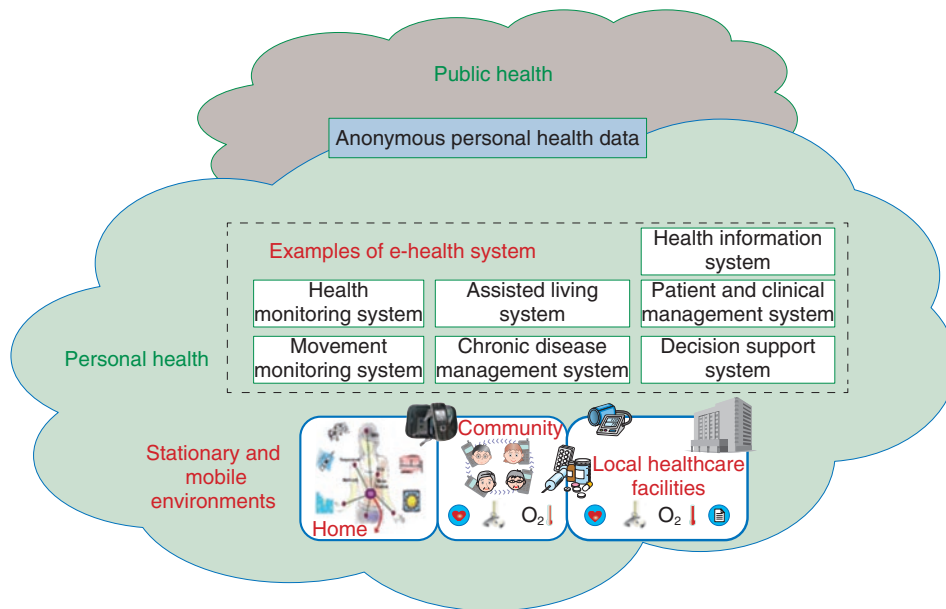 Public health
Anonymous personal health data
Examples of e-health system
Health information
system
Health
monitoring system
Assisted living
system
Patient and clinical
management system
Movement
monitoring system
Chronic disease
management system
Decision support
system
Personal health
Stationary and
mobile
environments
Home
Community
O₂
Local healthcare
facilities
O₂